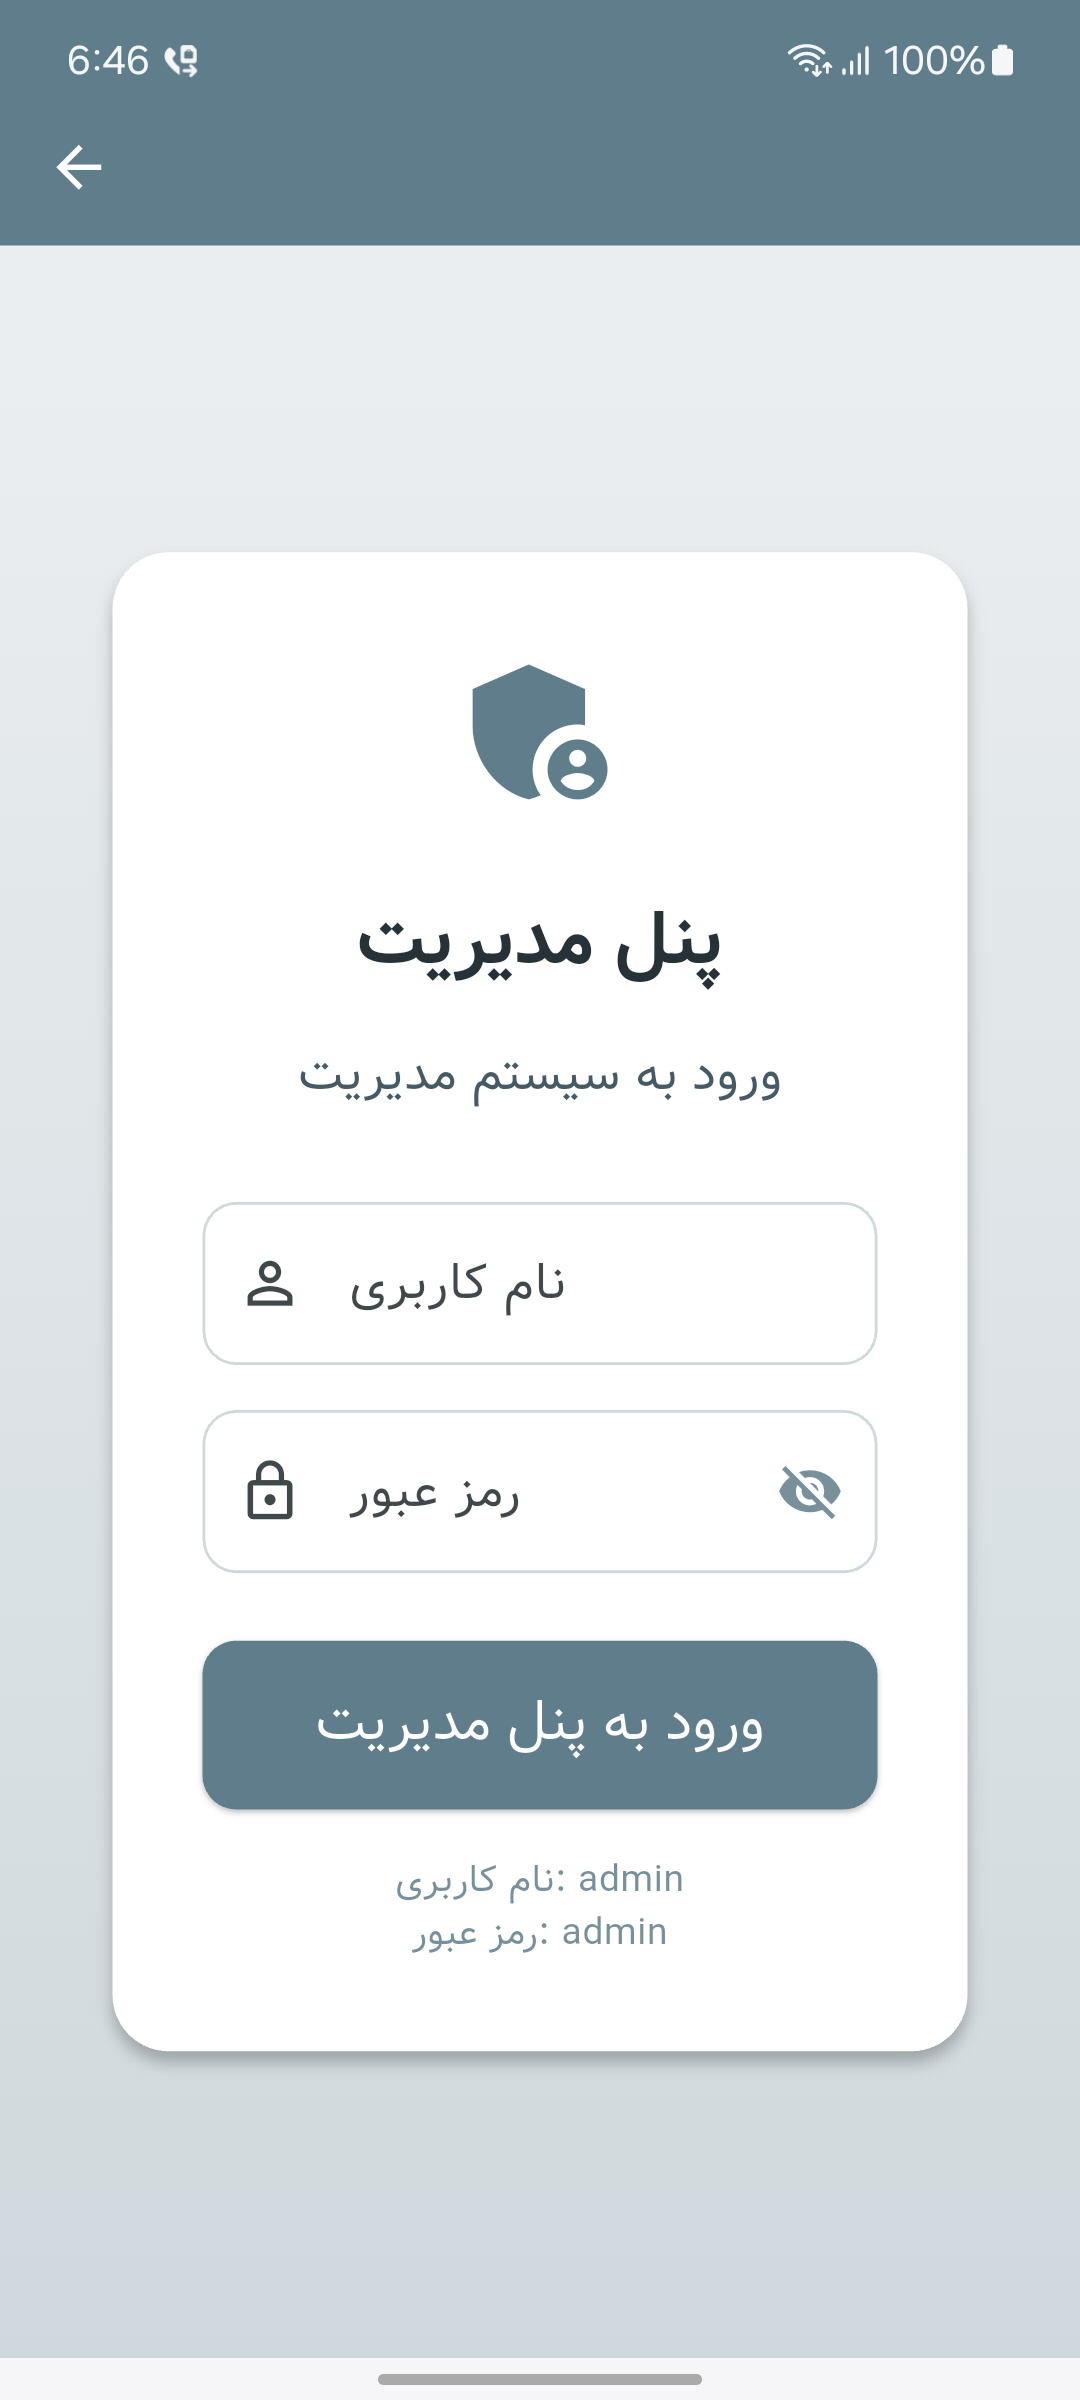 6:46 100%
پنل مدیریت
ورود به سیستم مدیریت
نام کاربری
رمز عبور
ورود به پنل مدیریت
نام کاربری: admin
رمز عبور: admin